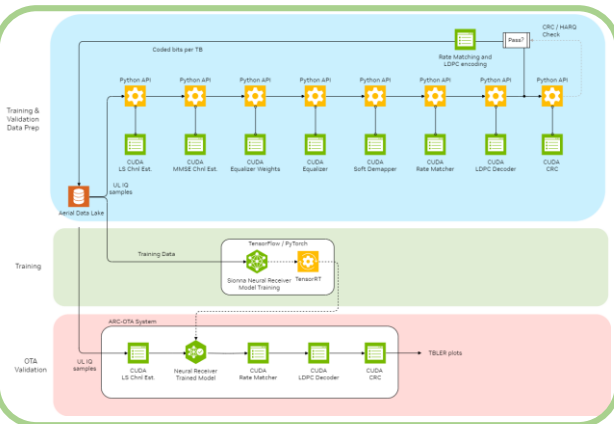 CRC / HARQ
Check
Pass?
Coded bits per TB
Rate Matching and
LDPC encoding
Python API
Python API
Python API
Python API
Python API
Python API
Python API
Python API
Training &
Validation
Data Prep
CUDA
LS Chnl Est.
CUDA
MMSE Chnl Est.
CUDA
Equalizer Weights
CUDA
Equalizer
CUDA
Soft Demapper
CUDA
Rate Matcher
CUDA
LDPC Decoder
CUDA
CRC
UL IQ
samples
Aerial Data Lake
Training
Training Data
TensorFlow / PyTorch
Sionna Neural Receiver
Model Training
TensorRT
OTA
Validation
ARC-OTA System
UL IQ
samples
CUDA
LS Chnl Est.
Neural Receiver
Trained Model
CUDA
Rate Matcher
CUDA
LDPC Decoder
CUDA
CRC
TBLER plots